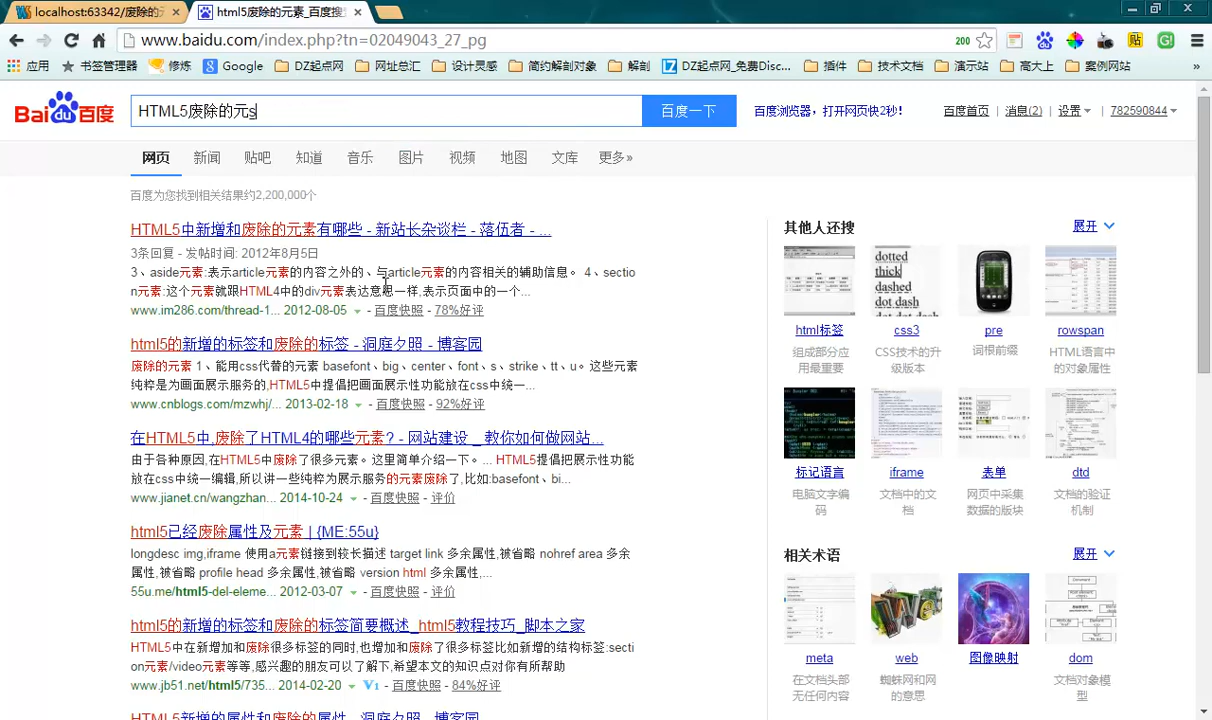 localhost:63342/废除的元
html5废除的元素_百度搜
www.baidu.com/index.php?tn=02049043_27_pg
200
应用 书签管理器 修炼 Google DZ起点网 网址总汇 设计灵感 简约解剖对象 解剖 DZ起点网_免费Disc... 插件 技术文档 演示站 高大上 案例网站 »
Bai du 百度
HTML5废除的元s
百度一下
百度浏览器，打开网页快2秒！
百度首页 | 消息(2) | 设置 | 782590844
网页 新闻 贴吧 知道 音乐 图片 视频 地图 文库 更多»
百度为您找到相关结果约2,200,000个
HTML5中新增和废除的元素有哪些 - 新站长杂谈栏 - 落伍者 - ...
3条回复 - 发帖时间: 2012年8月5日
3、aside元素:表示article元素的内容之外的、与article元素的内容相关的辅助信息。 4、sectio
n元素:这个元素就跟HTML4中的div元素表达意思一样,表示页面中的一个...
www.im286.com/thread-1... 2012-08-05 - 百度快照 - 78%好评
html5的新增的标签和废除的标签 - 洞庭夕照 - 博客园
废除的元素 1、能用css代替的元素 basefont、big、center、font、s、strike、tt、u。这些元素
纯粹是为画面展示服务的,HTML5中提倡把画面展示性功能放在css中统一...
www.cnblogs.com/mzwhj/... 2013-02-18 - 百度快照 - 92%好评
在HTML5中,废除了HTML4的哪些元素? - 网站建设 _ 教你如何做网站...
由于各种原因,在HTML5中废除了很多元素。这里简单介绍一下。... HTML5提倡把展示性功能
放在css中统一编辑,所以讲一些纯粹为展示服务的元素废除了,比如:basefont、bi...
www.jianet.cn/wangzhan... 2014-10-24 - 百度快照 - 评价
html5已经废除属性及元素 | {ME:55u}
longdesc img,iframe 使用a元素链接到较长描述 target link 多余属性,被省略 nohref area 多余
属性,被省略 profile head 多余属性,被省略 version html 多余属性,...
55u.me/html5-del-eleme... 2012-03-07 - 百度快照 - 评价
html5的新增的标签和废除的标签简要概述_html5教程技巧_脚本之家
HTML5中在新增加和废除很多标签的同时,也增加和废除了很多标签比如新增的结构标签:secti
on元素/video元素等等,感兴趣的朋友可以了解下,希望本文的知识点对你有所帮助
www.jb51.net/html5/735... 2014-02-20 - V1 - 百度快照 - 84%好评
HTML5新增的属性和废除的属性 - 洞庭夕照 - 博客园
其他人还搜 展开
dotted
thick
dashed
dot dash
html标签 css3 pre rowspan
组成部分应
用最重要
CSS技术的升
级版本
词根前缀
HTML语言中
的对象属性
标记语言 iframe 表单 dtd
电脑文字编
码
文档中的文
档
网页中采集
数据的版块
文档的验证
机制
相关术语 展开
meta web 图像映射 dom
在文档头部
无任何内容
蜘蛛网和网
的意思
文档对象模
型